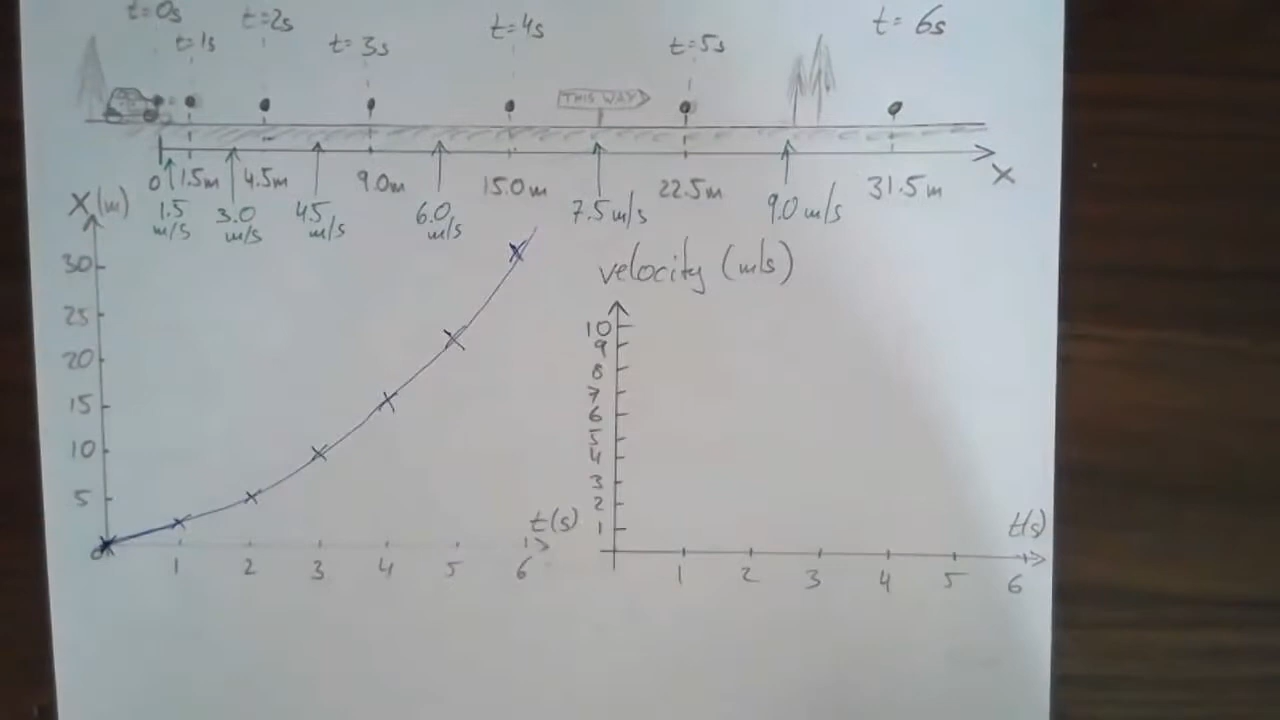 t=0s
t=1s
t=2s
t=3s
t=4s
t=5s
t=6s
THIS WAY
0 1.5m 4.5m 9.0m 15.0m 22.5m 31.5m x
1.5 m/s
3.0 m/s
4.5 m/s
6.0 m/s
7.5 m/s
9.0 m/s
x(m)
30
25
20
15
10
5
0
1 2 3 4 5 6
t(s)
velocity (m/s)
10
9
8
7
6
5
4
3
2
1
1 2 3 4 5 6
t(s)